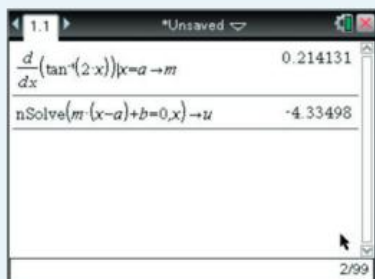 1.1 *Unsaved
d/dx(tan⁻¹(2·x))|x=a→m 0.214131
nSolve(m·(x−a)+b=0,x)→u -4.33498
2/99